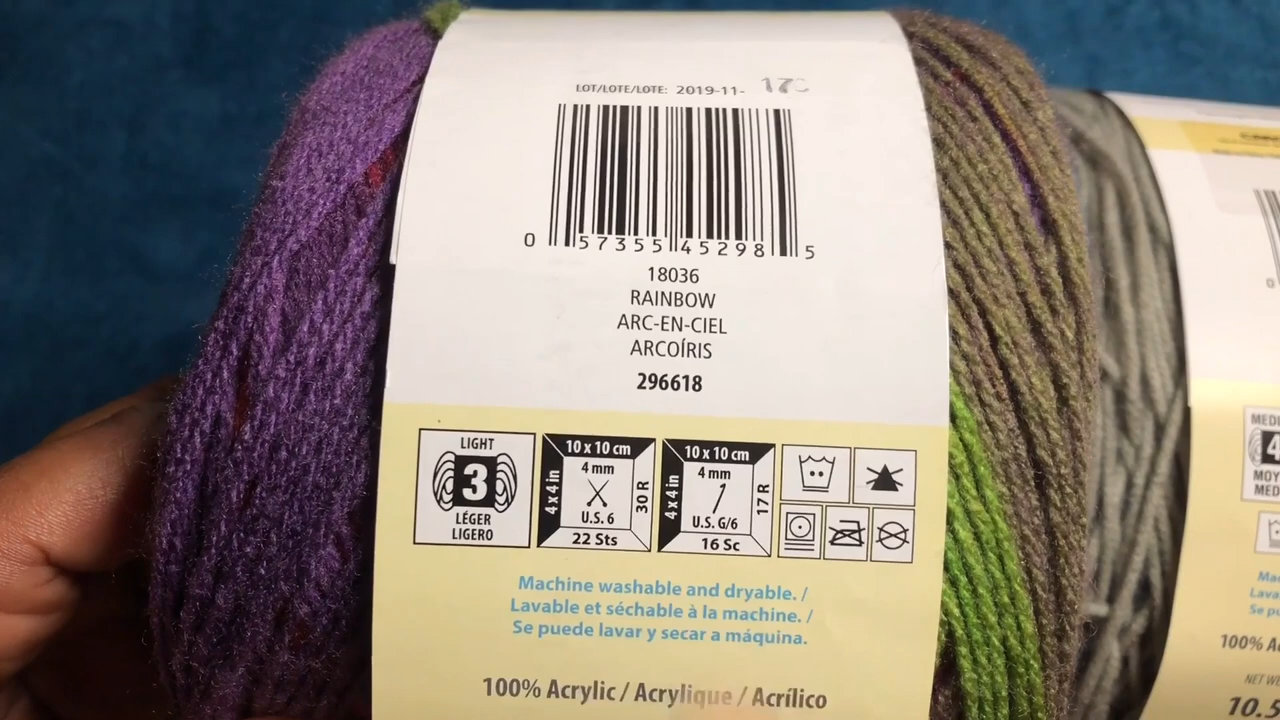 LOT/LOTE/LOTE: 2019-11- 17
0 57355 45298 5
18036
RAINBOW
ARC-EN-CIEL
ARCOÍRIS
296618
LIGHT
3
LÉGER
LIGERO
10 x 10 cm
4 x 4 in
4 mm
30 R
U.S. 6
22 Sts
10 x 10 cm
4 x 4 in
4 mm
17 R
U.S. G/6
16 Sc
Machine washable and dryable. /
Lavable et séchable à la machine. /
Se puede lavar y secar a máquina.
100% Acrylic / Acrylique / Acrílico
0
4
100%
NET
10.5